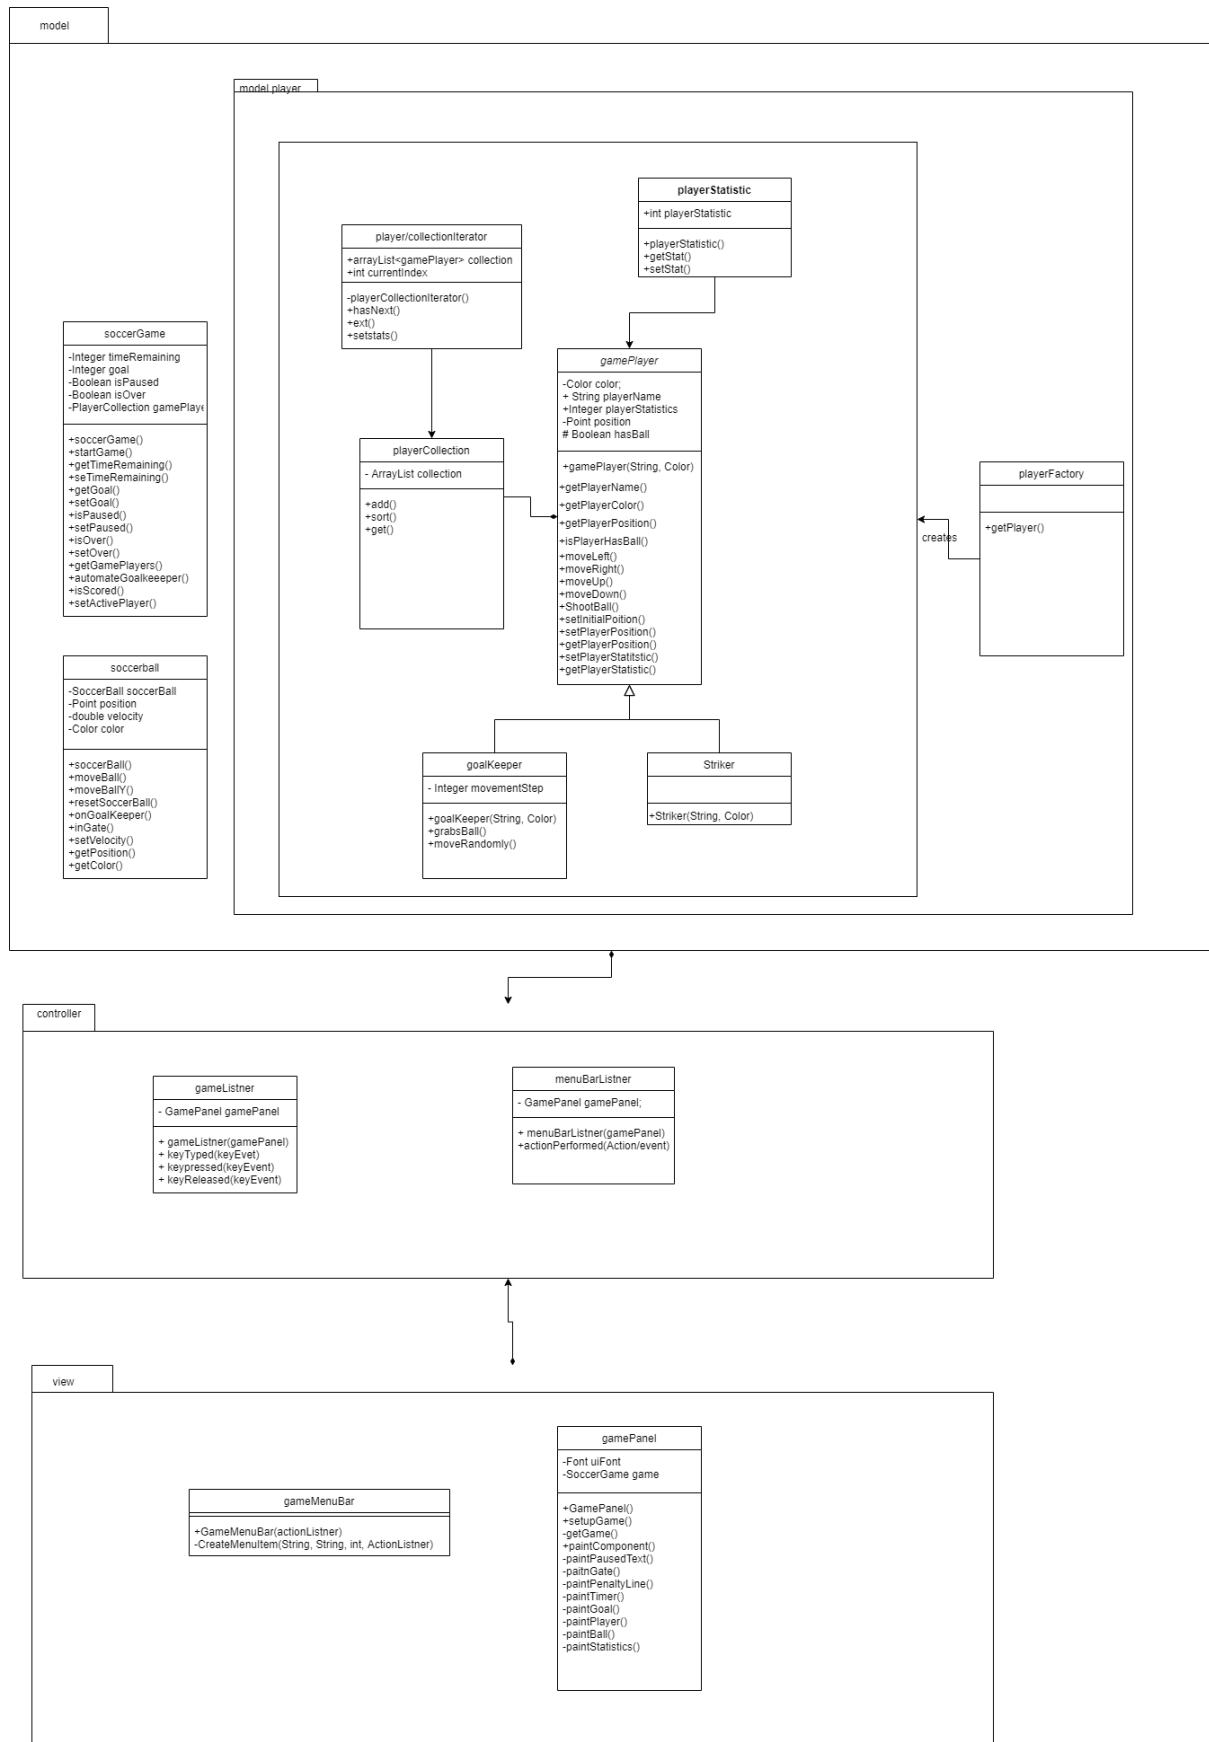 model
model.player
playerStatistic
+int playerStatistic
+playerStatistic()
+getStat()
+setStat()
player/collectionIterator
+arrayList<gamePlayer> collection
+int currentIndex
-playerCollectionIterator()
+hasNext()
+ext()
+setstats()
soccerGame
-Integer timeRemaining
-Integer goal
-Boolean isPaused
-Boolean isOver
-PlayerCollection gamePlaye
+soccerGame()
+startGame()
+getTimeRemaining()
+seTimeRemaining()
+getGoal()
+setGoal()
+isPaused()
+setPaused()
+isOver()
+setOver()
+getGamePlayers()
+automateGoalkeeeper()
+isScored()
+setActivePlayer()
gamePlayer
-Color color;
+ String playerName
+Integer playerStatistics
-Point position
# Boolean hasBall
+gamePlayer(String, Color)
+getPlayerName()
+getPlayerColor()
+getPlayerPosition()
+isPlayerHasBall()
+moveLeft()
+moveRight()
+moveUp()
+moveDown()
+ShootBall()
+setInitialPoition()
+setPlayerPosition()
+getPlayerPosition()
+setPlayerStatitstic()
+getPlayerStatistic()
playerCollection
- ArrayList collection
+add()
+sort()
+get()
playerFactory
+getPlayer()
creates
soccerball
-SoccerBall soccerBall
-Point position
-double velocity
-Color color
+soccerBall()
+moveBall()
+moveBallY()
+resetSoccerBall()
+onGoalKeeper()
+inGate()
+setVelocity()
+getPosition()
+getColor()
goalKeeper
- Integer movementStep
+goalKeeper(String, Color)
+grabsBall()
+moveRandomly()
Striker
+Striker(String, Color)
controller
gameListner
- GamePanel gamePanel
+ gameListner(gamePanel)
+ keyTyped(keyEvet)
+ keypressed(keyEvent)
+ keyReleased(keyEvent)
menuBarListner
- GamePanel gamePanel;
+ menuBarListner(gamePanel)
+actionPerformed(Action/event)
view
gameMenuBar
+GameMenuBar(actionListner)
-CreateMenuItem(String, String, int, ActionListner)
gamePanel
-Font uiFont
-SoccerGame game
+GamePanel()
+setupGame()
-getGame()
+paintComponent()
-paintPausedText()
-paitnGate()
-paintPenaltyLine()
-paintTimer()
-paintGoal()
-paintPlayer()
-paintBall()
-paintStatistics()